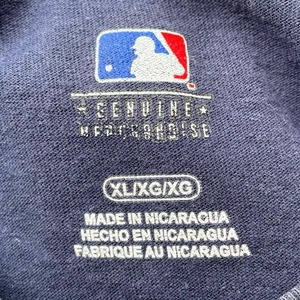 ★ GENUINE ★
MERCHANDISE
XL/XG/XG
MADE IN NICARAGUA
HECHO EN NICARAGUA
FABRIQUE AU NICARAGUA